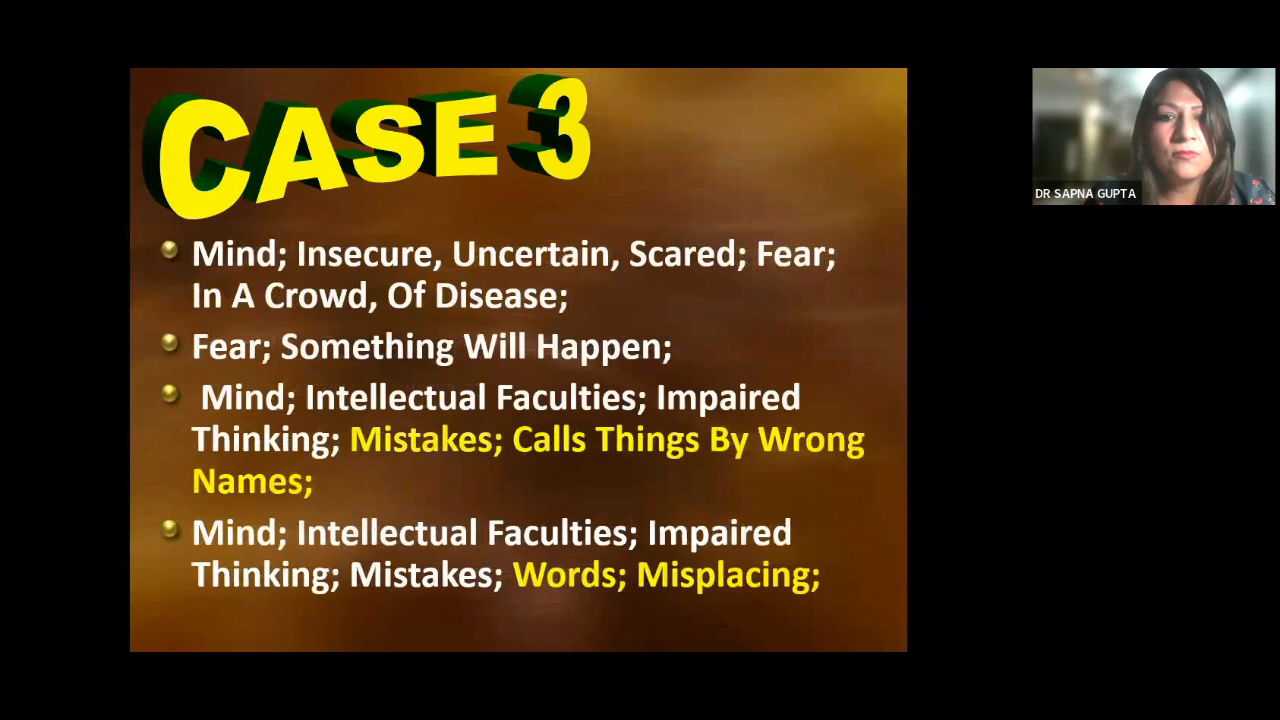 CASE 3
Mind; Insecure, Uncertain, Scared; Fear;
In A Crowd, Of Disease;
Fear; Something Will Happen;
Mind; Intellectual Faculties; Impaired
Thinking; Mistakes; Calls Things By Wrong
Names;
Mind; Intellectual Faculties; Impaired
Thinking; Mistakes; Words; Misplacing;
DR SAPNA GUPTA